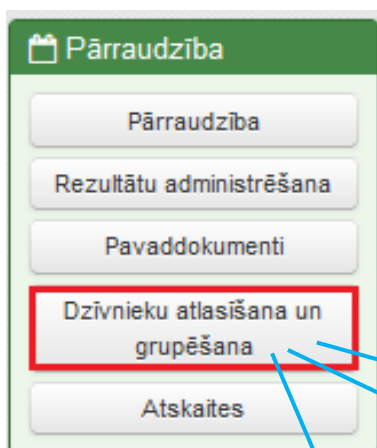 Pārraudzība
Pārraudzība
Rezultātu administrēšana
Pavaddokumenti
Dzīvnieku atlasīšana un
grupēšana
Atskaites